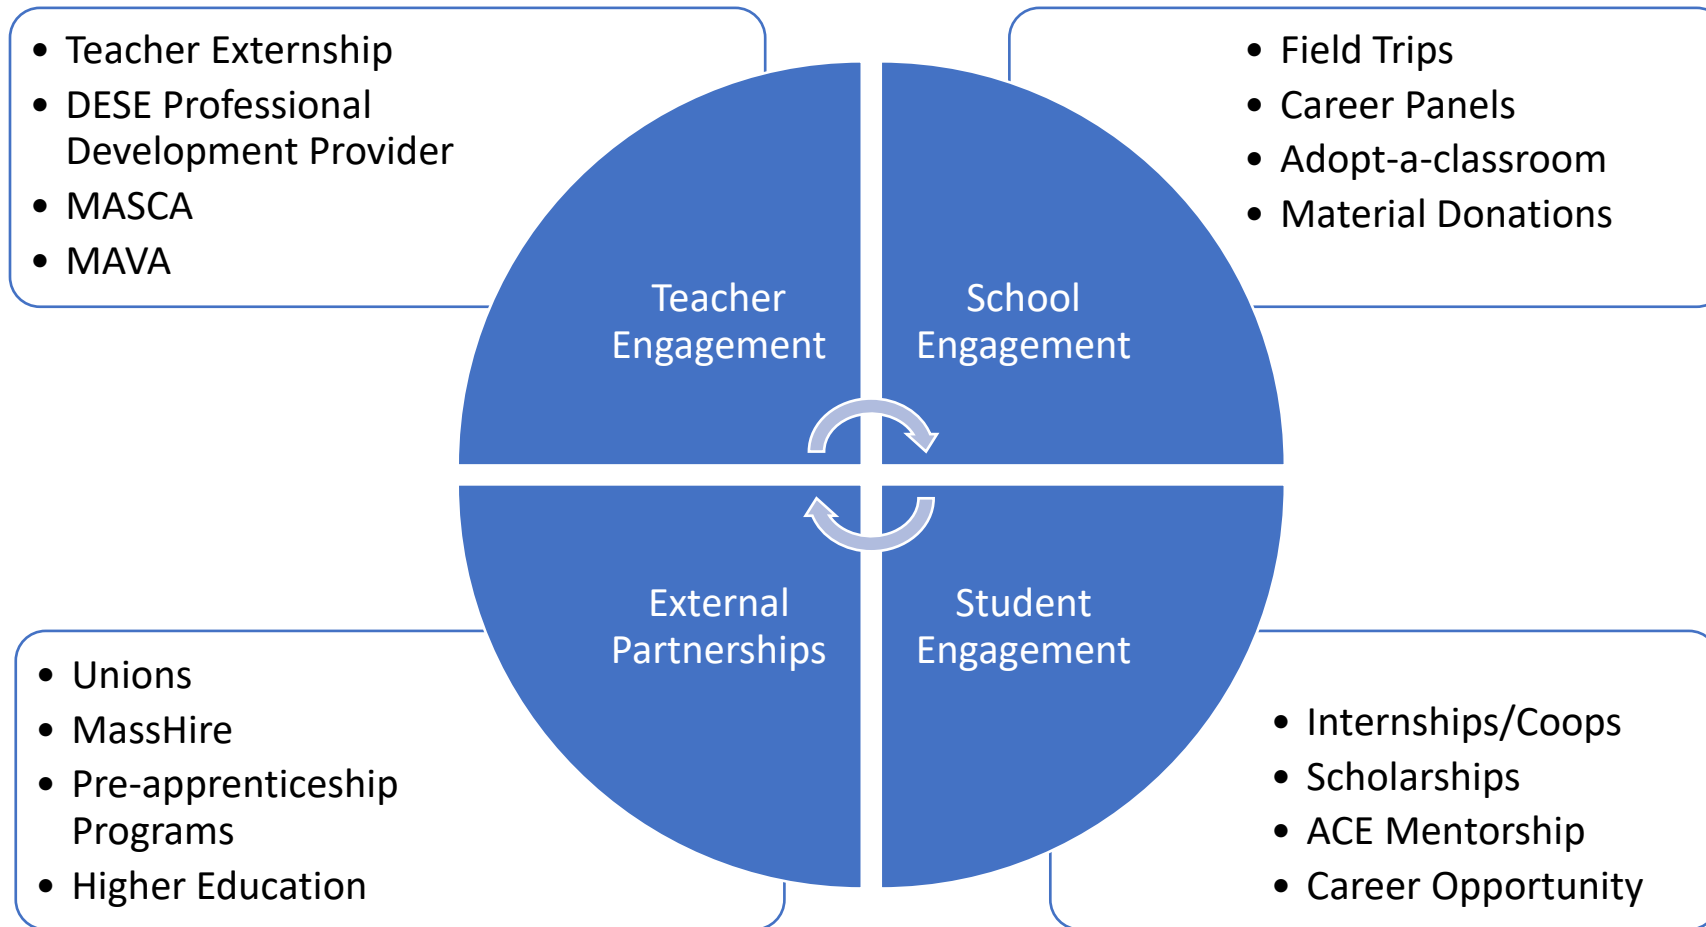 • Teacher Externship
• DESE Professional
Development Provider
• MASCA
• MAVA
• Field Trips
• Career Panels
• Adopt-a-classroom
• Material Donations
Teacher
Engagement
School
Engagement
External
Partnerships
Student
Engagement
• Unions
• MassHire
• Pre-apprenticeship
Programs
• Higher Education
• Internships/Coops
• Scholarships
• ACE Mentorship
• Career Opportunity